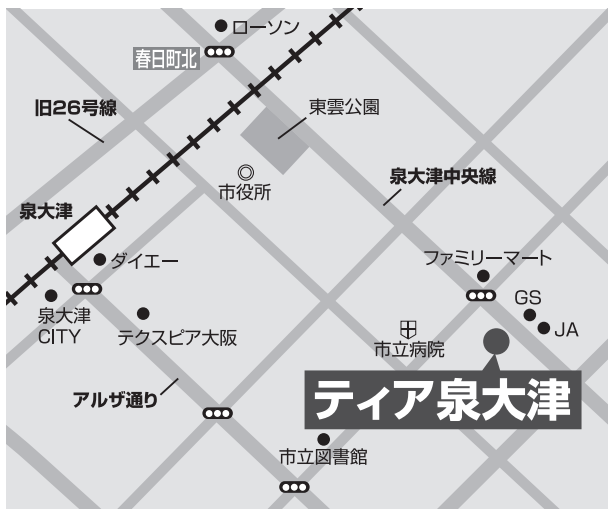 ローソン
春日町北
旧26号線
東雲公園
市役所
泉大津中央線
泉大津
ダイエー
ファミリーマート
GS
JA
泉大津
CITY
テクスピア大阪
市立病院
アルザ通り
ティア泉大津
市立図書館